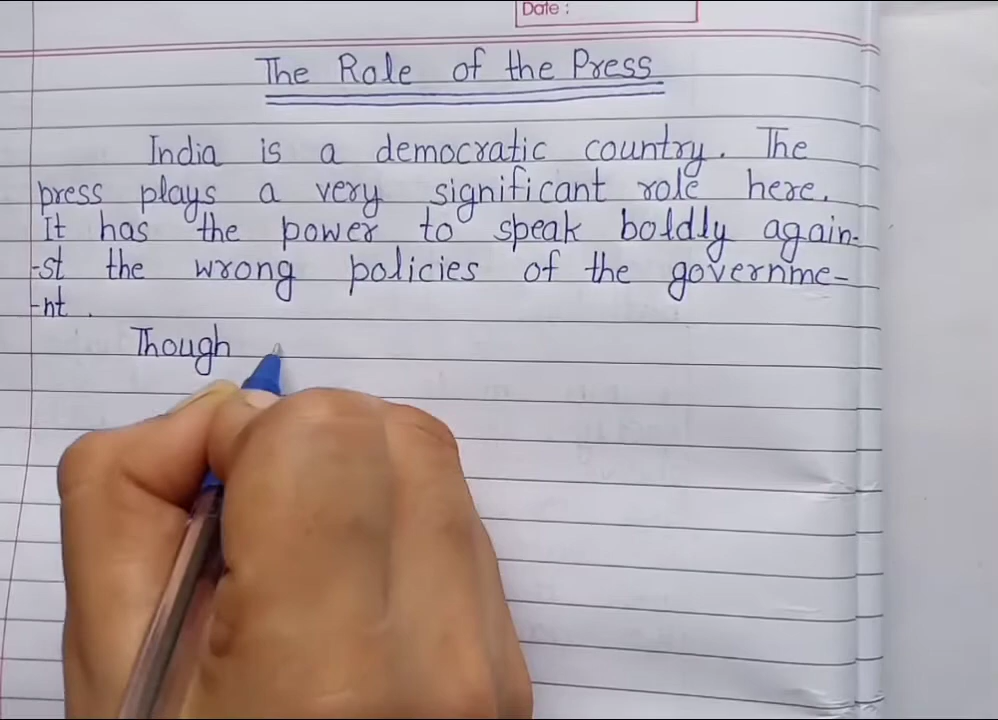 Date :
The Role of the Press
India is a democratic country. The
press plays a very significant role here.
It has the power to speak boldly again-
-st the wrong policies of the governme-
-nt.
Though